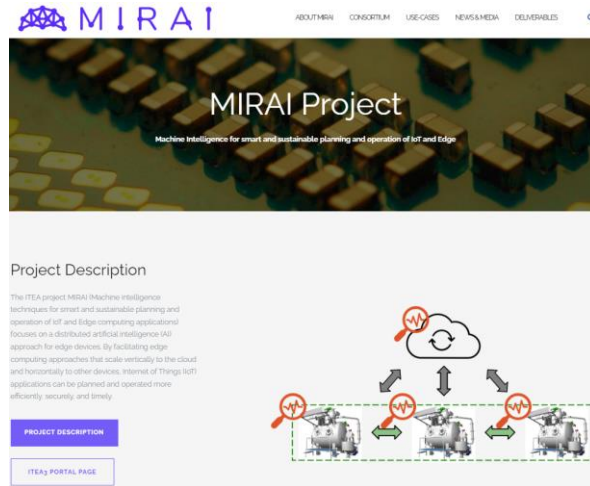 MIRAI
ABOUT MIRAI CONSORTIUM USE-CASES NEWS & MEDIA DELIVERABLES
MIRAI Project
Machine Intelligence for smart and sustainable planning and operation of IoT and Edge
Project Description
The ITEA project MIRAI (Machine intelligence
techniques for smart and sustainable planning and
operation of IoT and Edge computing applications)
focuses on a distributed artificial intelligence (AI)
approach for edge devices. By facilitating edge
computing approaches that scale vertically to the cloud
and horizontally to other devices, Internet of Things (IoT)
applications can be planned and operated more
efficiently, securely, and timely.
PROJECT DESCRIPTION
ITEA3 PORTAL PAGE